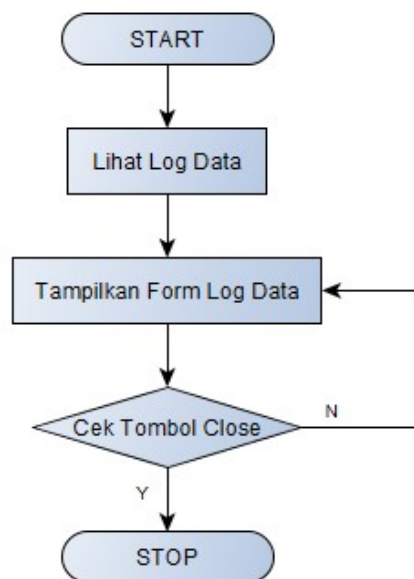 START
Lihat Log Data
Tampilkan Form Log Data
Cek Tombol Close
N
Y
STOP